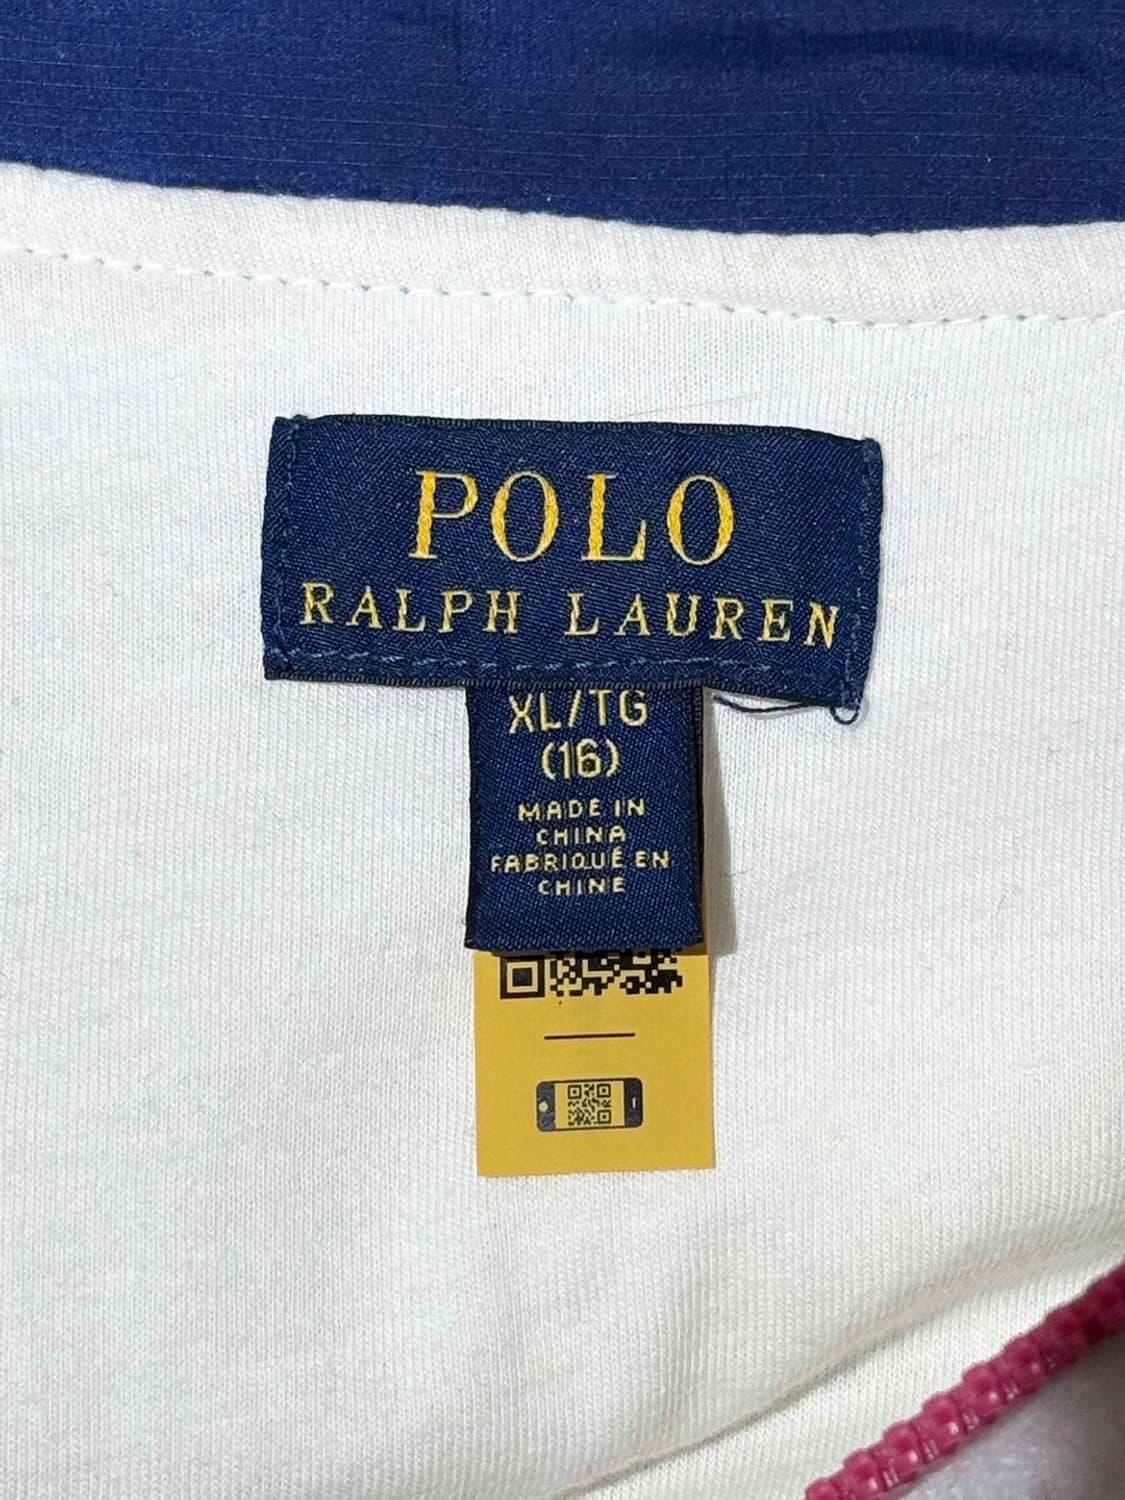 POLO
RALPH LAUREN
XL/TG
(16)
MADE IN
CHINA
FABRIQUÉ EN
CHINE